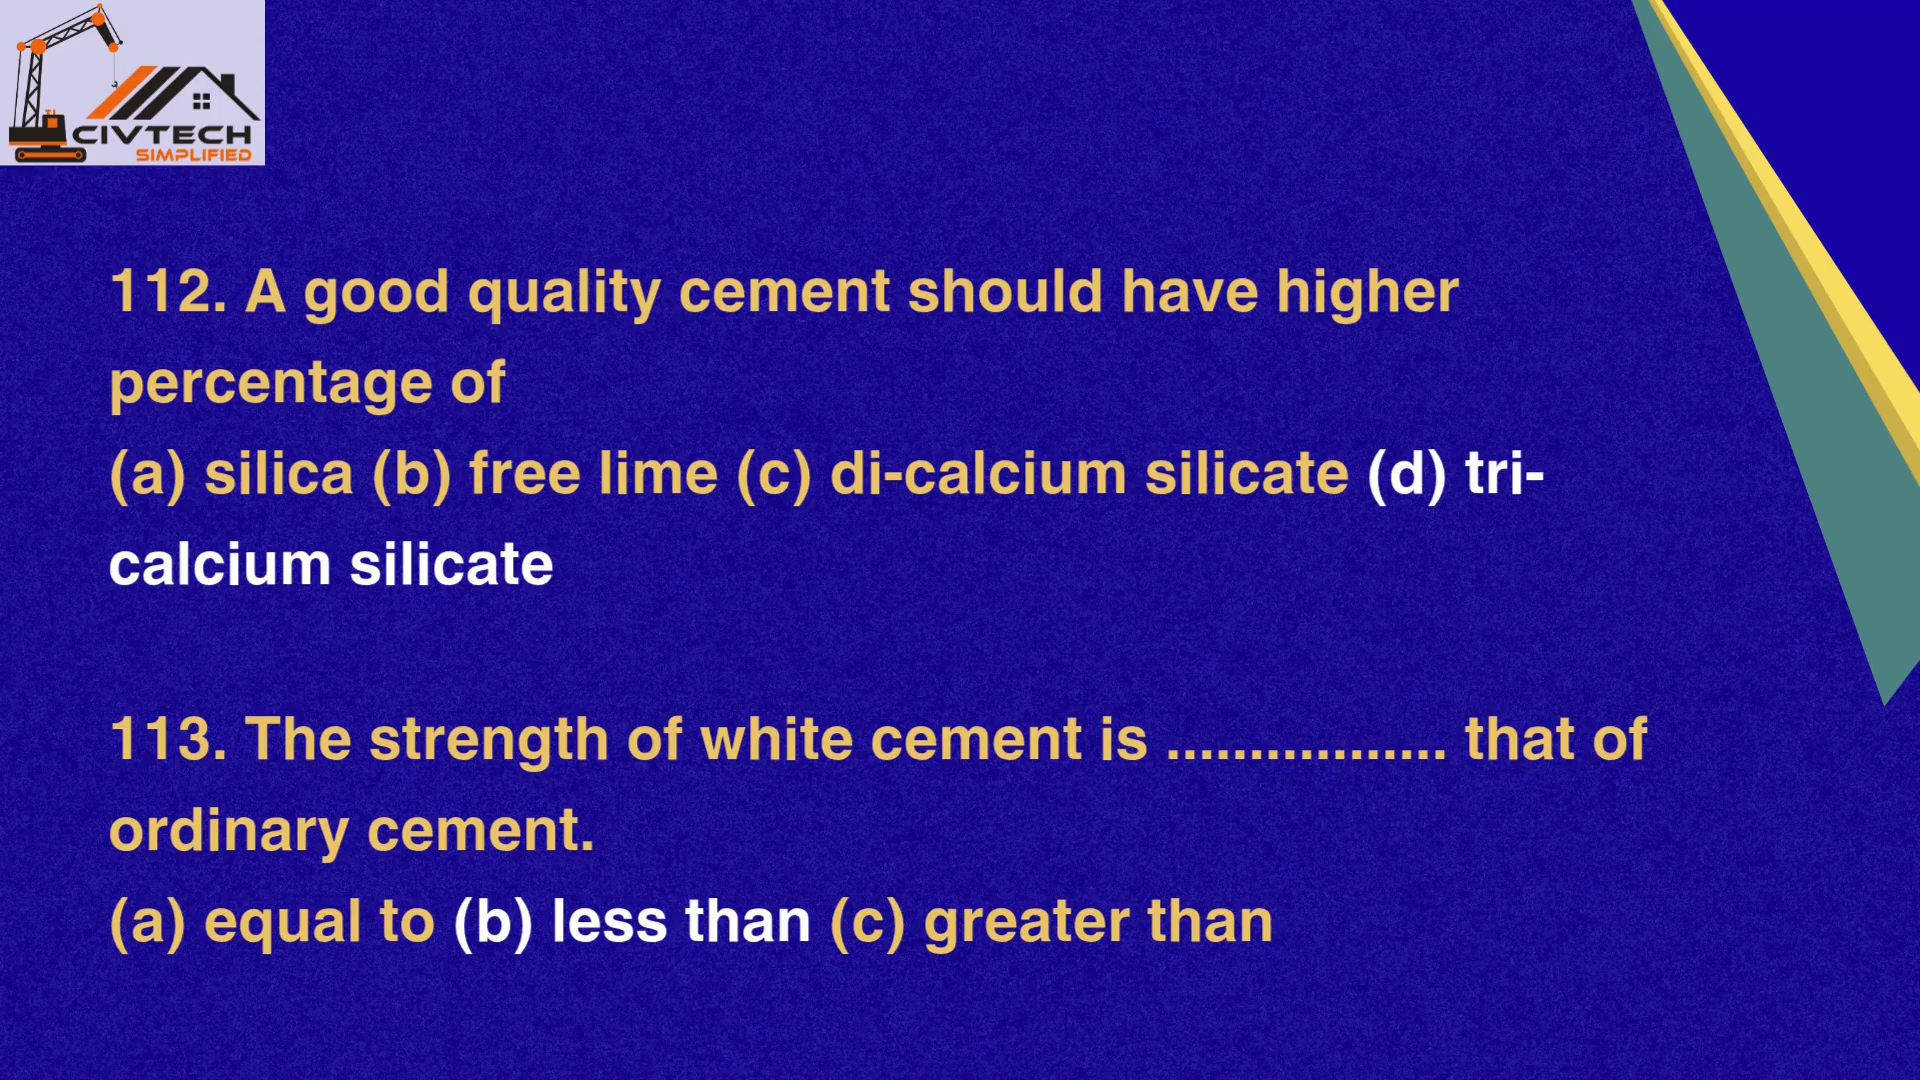 CIVTECH
SIMPLIFIED
112. A good quality cement should have higher
percentage of
(a) silica (b) free lime (c) di-calcium silicate (d) tri-
calcium silicate
113. The strength of white cement is ................. that of
ordinary cement.
(a) equal to (b) less than (c) greater than